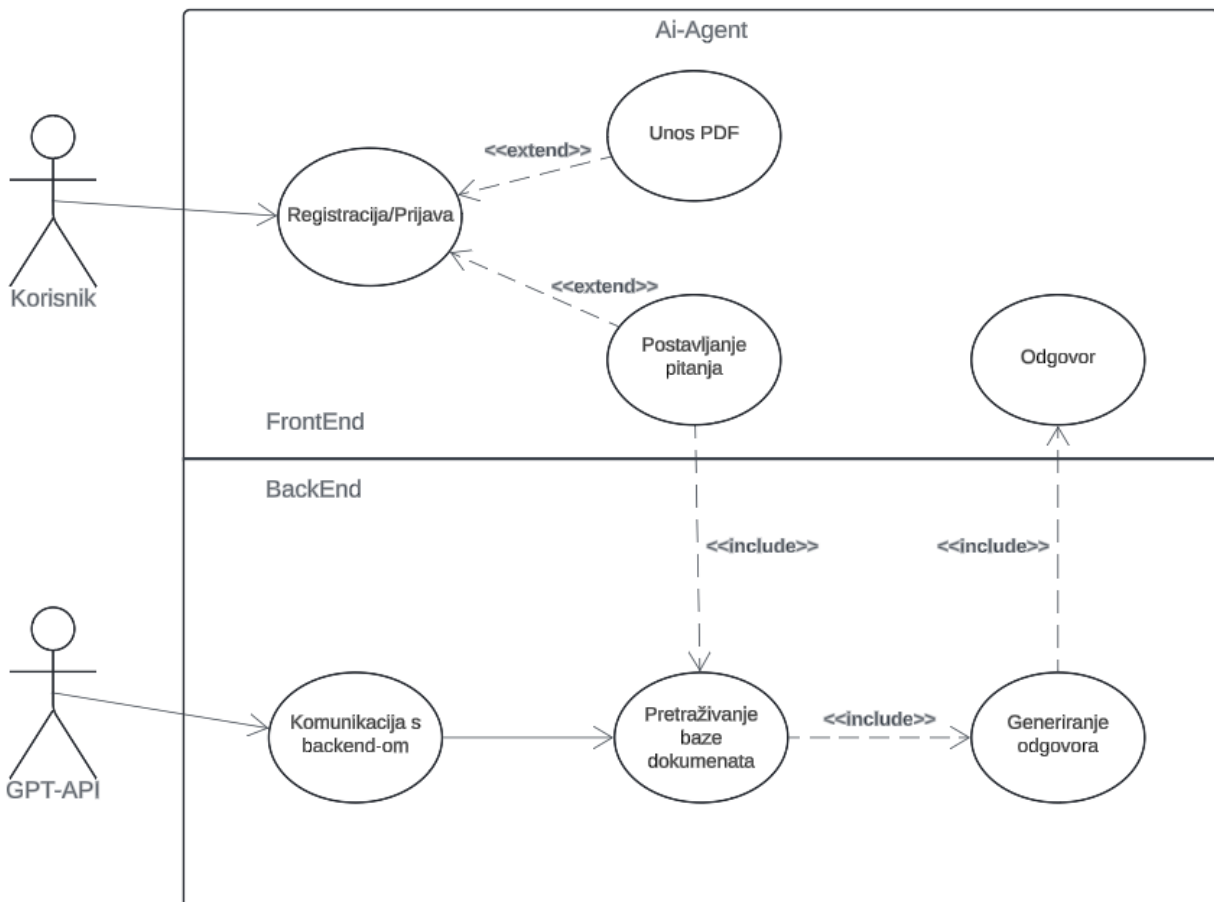 Ai-Agent
Unos PDF
<<extend>>
Registracija/Prijava
<<extend>>
Korisnik
Postavljanje
pitanja
Odgovor
FrontEnd
BackEnd
<<include>>
<<include>>
Komunikacija s
backend-om
Pretraživanje
baze
dokumenata
<<include>>
Generiranje
odgovora
GPT-API